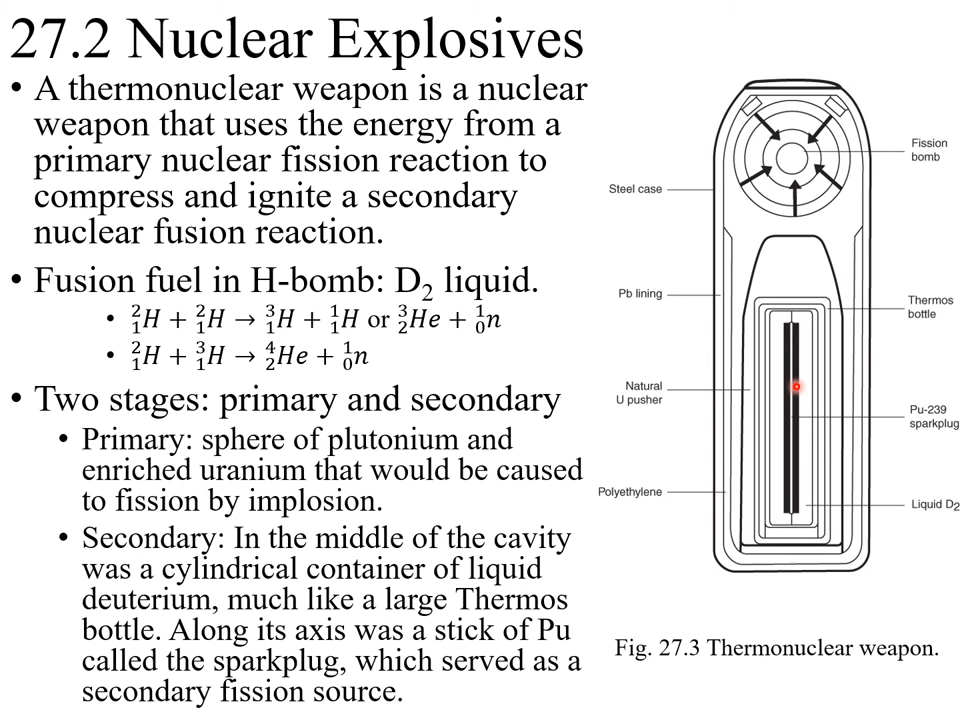 27.2 Nuclear Explosives
• A thermonuclear weapon is a nuclear
weapon that uses the energy from a
primary nuclear fission reaction to
compress and ignite a secondary
nuclear fusion reaction.
• Fusion fuel in H-bomb: D₂ liquid.
• ²₁H + ²₁H → ³₁H + ¹₁H or ³₂He + ¹₀n
• ²₁H + ³₁H → ⁴₂He + ¹₀n
• Two stages: primary and secondary
• Primary: sphere of plutonium and
enriched uranium that would be caused
to fission by implosion.
• Secondary: In the middle of the cavity
was a cylindrical container of liquid
deuterium, much like a large Thermos
bottle. Along its axis was a stick of Pu
called the sparkplug, which served as a
secondary fission source.
Fission
bomb
Steel case
Pb lining
Thermos
bottle
Natural
U pusher
Pu-239
sparkplug
Polyethylene
Liquid D₂
Fig. 27.3 Thermonuclear weapon.